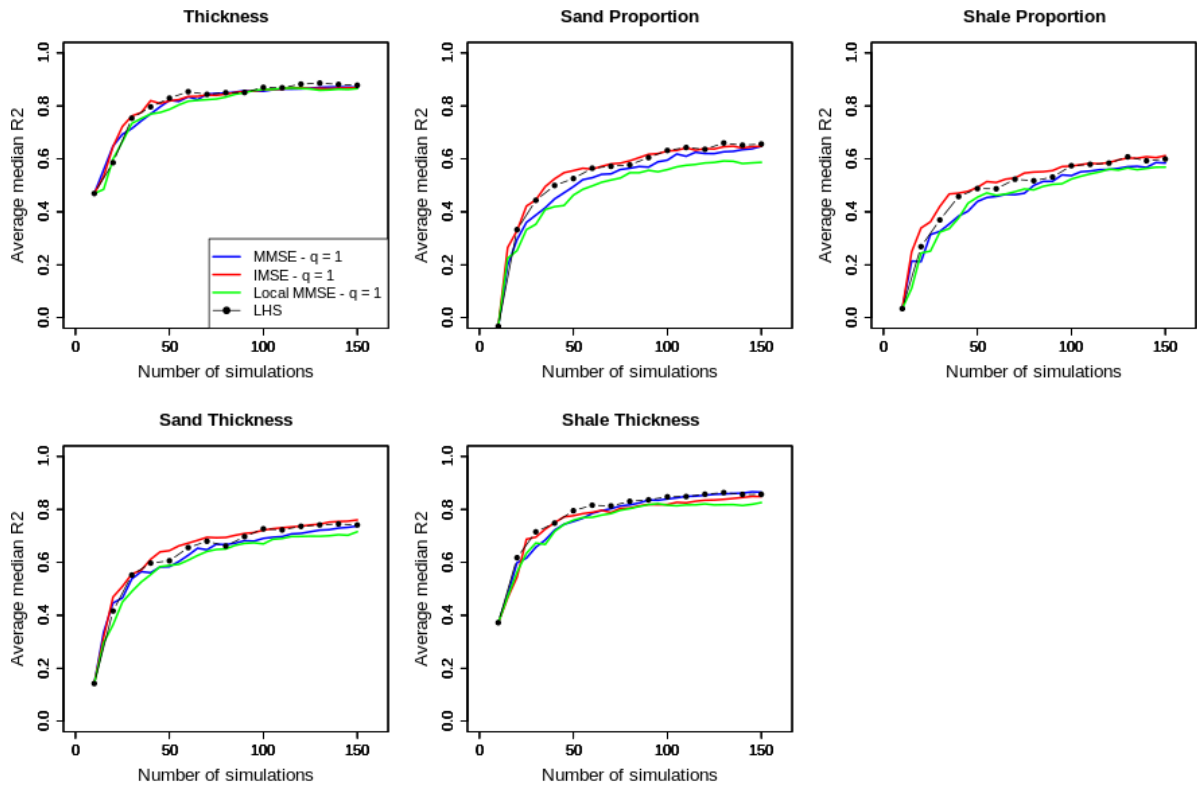 Thickness
Average median R2
0.0 0.2 0.4 0.6 0.8 1.0
MMSE - q = 1
IMSE - q = 1
Local MMSE - q = 1
LHS
0 50 100 150
Number of simulations
Sand Proportion
Average median R2
0.0 0.2 0.4 0.6 0.8 1.0
0 50 100 150
Number of simulations
Shale Proportion
Average median R2
0.0 0.2 0.4 0.6 0.8 1.0
0 50 100 150
Number of simulations
Sand Thickness
Average median R2
0.0 0.2 0.4 0.6 0.8 1.0
0 50 100 150
Number of simulations
Shale Thickness
Average median R2
0.0 0.2 0.4 0.6 0.8 1.0
0 50 100 150
Number of simulations